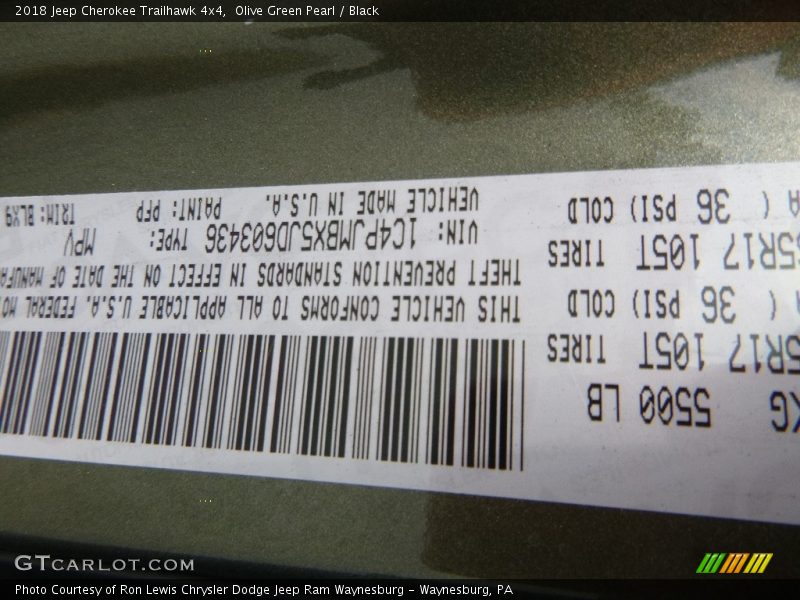 2018 Jeep Cherokee Trailhawk 4x4,  Olive Green Pearl / Black
KG 5500 LB
5R17 105T TIRES
( 36 PSI) COLD
5R17 105T TIRES
A ( 36 PSI) COLD
THIS VEHICLE CONFORMS TO ALL APPLICABLE U.S.A. FEDERAL MO
THEFT PREVENTION STANDARDS IN EFFECT ON THE DATE OF MANUFA
VIN: 1C4PJMBX5JD603436 TYPE: MPV
VEHICLE MADE IN U.S.A. PAINT: PFP TRIM: BLX9
GTCARLOT.COM
Photo Courtesy of Ron Lewis Chrysler Dodge Jeep Ram Waynesburg – Waynesburg, PA